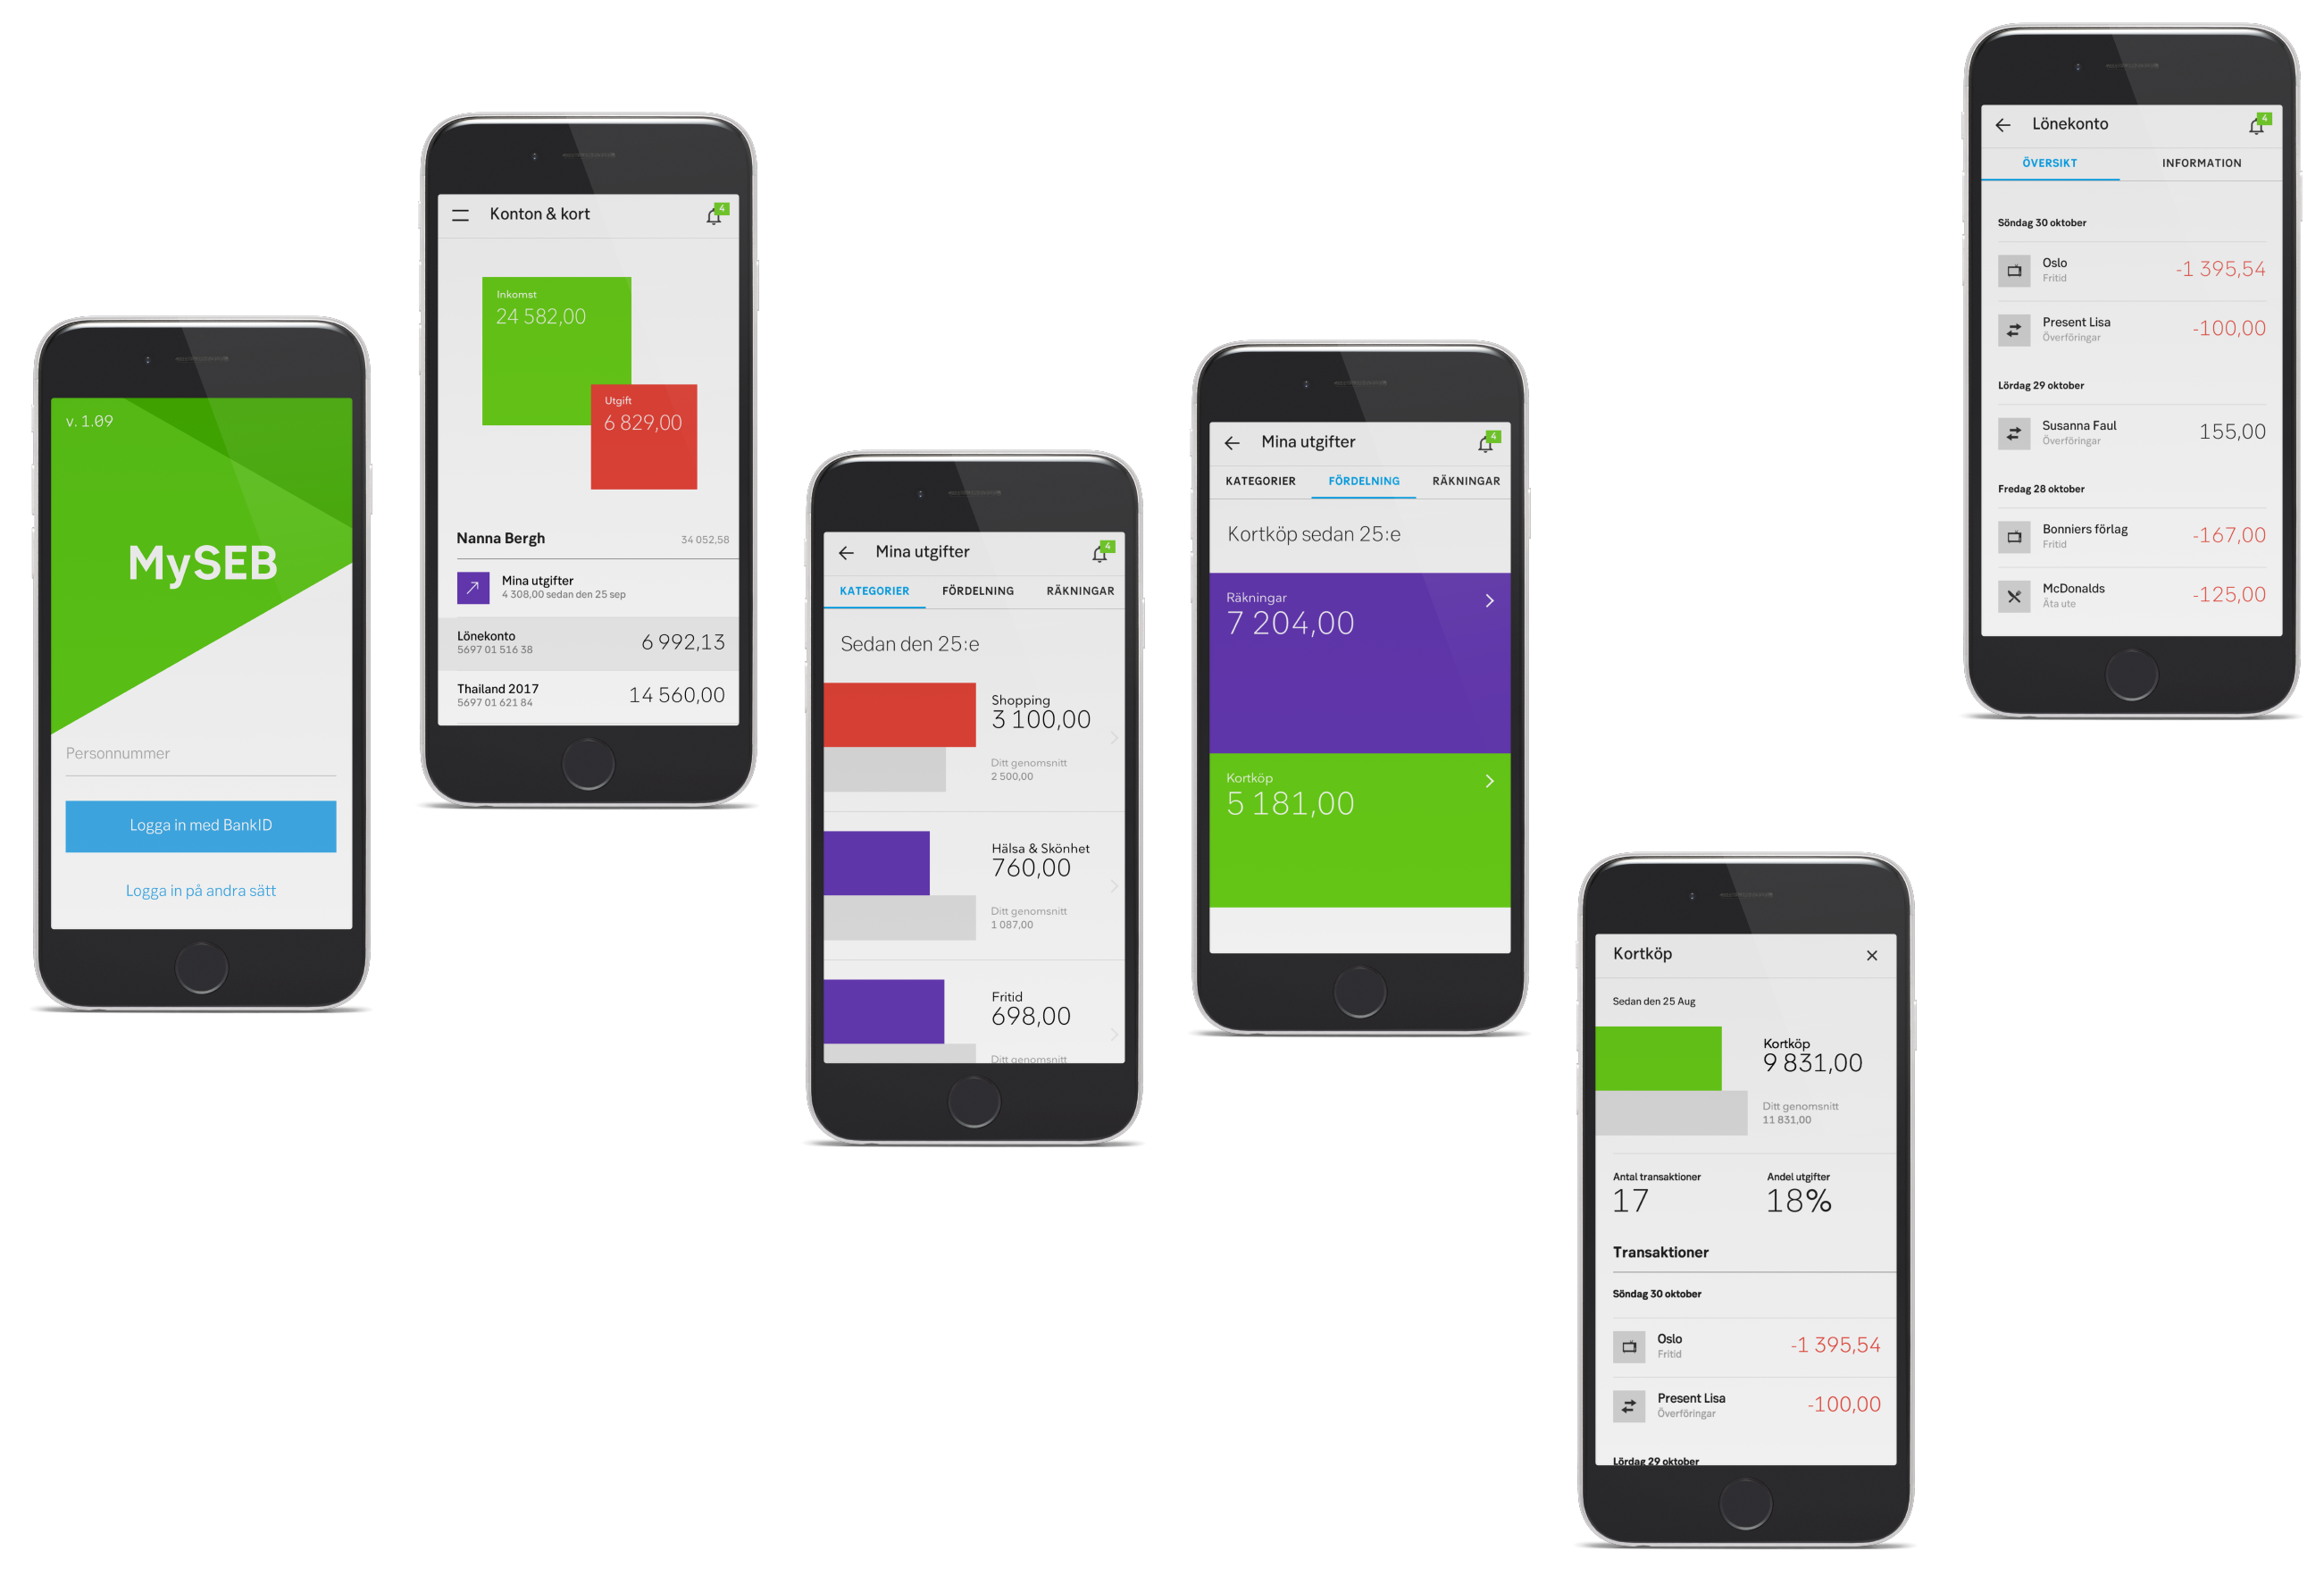 v. 1.09
MySEB
Personnummer
Logga in med BankID
Logga in på andra sätt
Konton & kort
4
Inkomst
24 582,00
Utgift
6 829,00
Nanna Bergh
34 052,58
Mina utgifter
4 308,00 sedan den 25 sep
Lönekonto
6 992,13
5697 01 516 38
Thailand 2017
14 560,00
5697 01 621 84
Mina utgifter
4
KATEGORIER
FÖRDELNING
RÄKNINGAR
Sedan den 25:e
Shopping
3 100,00
Ditt genomsnitt
2 500,00
Hälsa & Skönhet
760,00
Ditt genomsnitt
1 087,00
Fritid
698,00
Ditt genomsnitt
Mina utgifter
4
KATEGORIER
FÖRDELNING
RÄKNINGAR
Kortköp sedan 25:e
Räkningar
7 204,00
Kortköp
5 181,00
Kortköp
Sedan den 25 Aug
Kortköp
9 831,00
Ditt genomsnitt
11 831,00
Antal transaktioner
17
Andel utgifter
18%
Transaktioner
Söndag 30 oktober
Oslo
Fritid
-1 395,54
Present Lisa
Överföringar
-100,00
Lördag 29 oktober
Lönekonto
4
ÖVERSIKT
INFORMATION
Söndag 30 oktober
Oslo
Fritid
-1 395,54
Present Lisa
Överföringar
-100,00
Lördag 29 oktober
Susanna Faul
Överföringar
155,00
Fredag 28 oktober
Bonniers förlag
Fritid
-167,00
McDonalds
Äta ute
-125,00